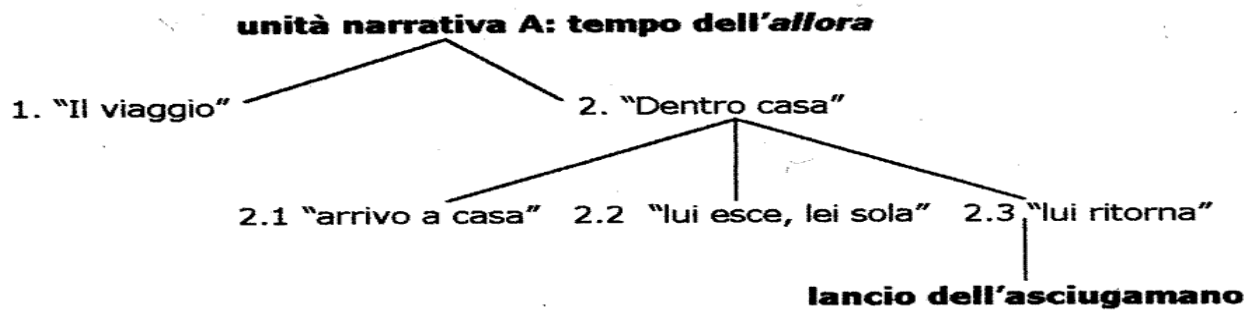 unità narrativa A: tempo dell'allora
1. "Il viaggio" 2. "Dentro casa"
2.1 "arrivo a casa" 2.2 "lui esce, lei sola" 2.3 "lui ritorna"
lancio dell'asciugamano